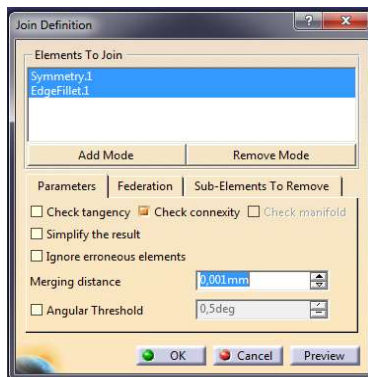 Join Definition
Elements To Join
Symmetry.1
EdgeFillet.1
Add Mode Remove Mode
Parameters Federation Sub-Elements To Remove
Check tangency Check connexity Check manifold
Simplify the result
Ignore erroneous elements
Merging distance 0,001mm
Angular Threshold 0,5deg
OK Cancel Preview